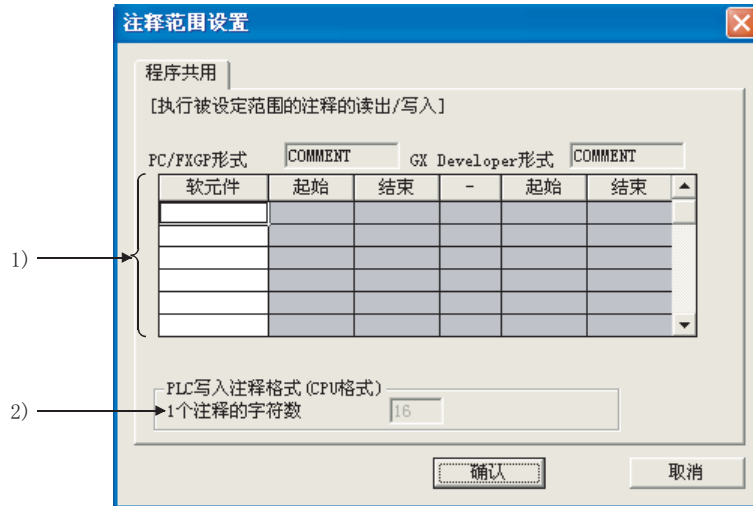 注释范围设置
程序共用
[执行被设定范围的注释的读出/写入]
PC/FXGP形式 COMMENT GX Developer形式 COMMENT
软元件 起始 结束 - 起始 结束
1)
PLC写入注释格式(CPU格式)
2) 1个注释的字符数 16
确认 取消